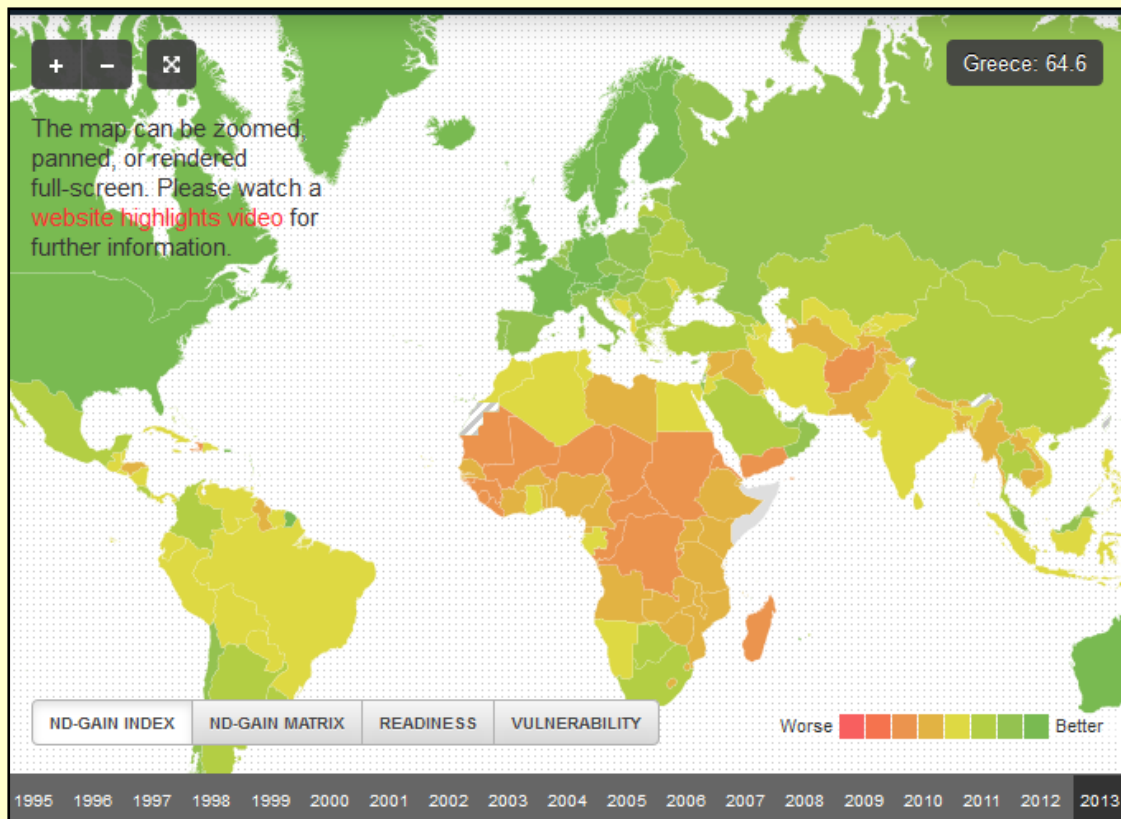 + −
Greece: 64.6
The map can be zoomed,
panned, or rendered
full-screen. Please watch a
website highlights video for
further information.
ND-GAIN INDEX ND-GAIN MATRIX READINESS VULNERABILITY
Worse Better
1995 1996 1997 1998 1999 2000 2001 2002 2003 2004 2005 2006 2007 2008 2009 2010 2011 2012 2013